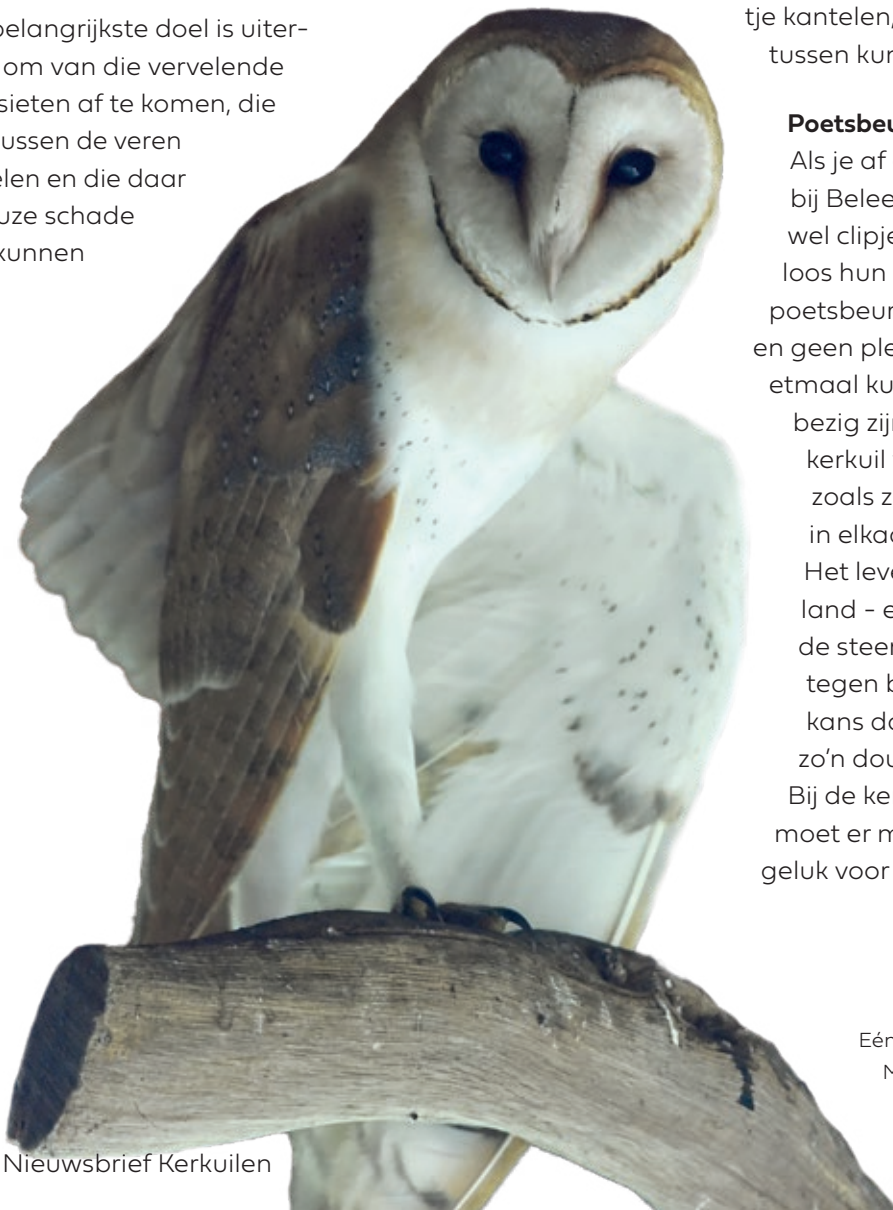 belangrijkste doel is uiter-
om van die vervelende
sieten af te komen, die
ussen de veren
elen en die daar
uze schade
kunnen
tje kantelen,
tussen kur
Poetsbeu
Als je af
bij Belee
wel clipje
loos hun
poetsbeur
en geen ple
etmaal ku
bezig zijn
kerkuil
zoals z
in elkaa
Het leve
land - e
de steen
tegen b
kans da
zo'n dou
Bij de ke
moet er m
geluk voor
Eén
Nieuwsbrief Kerkuilen